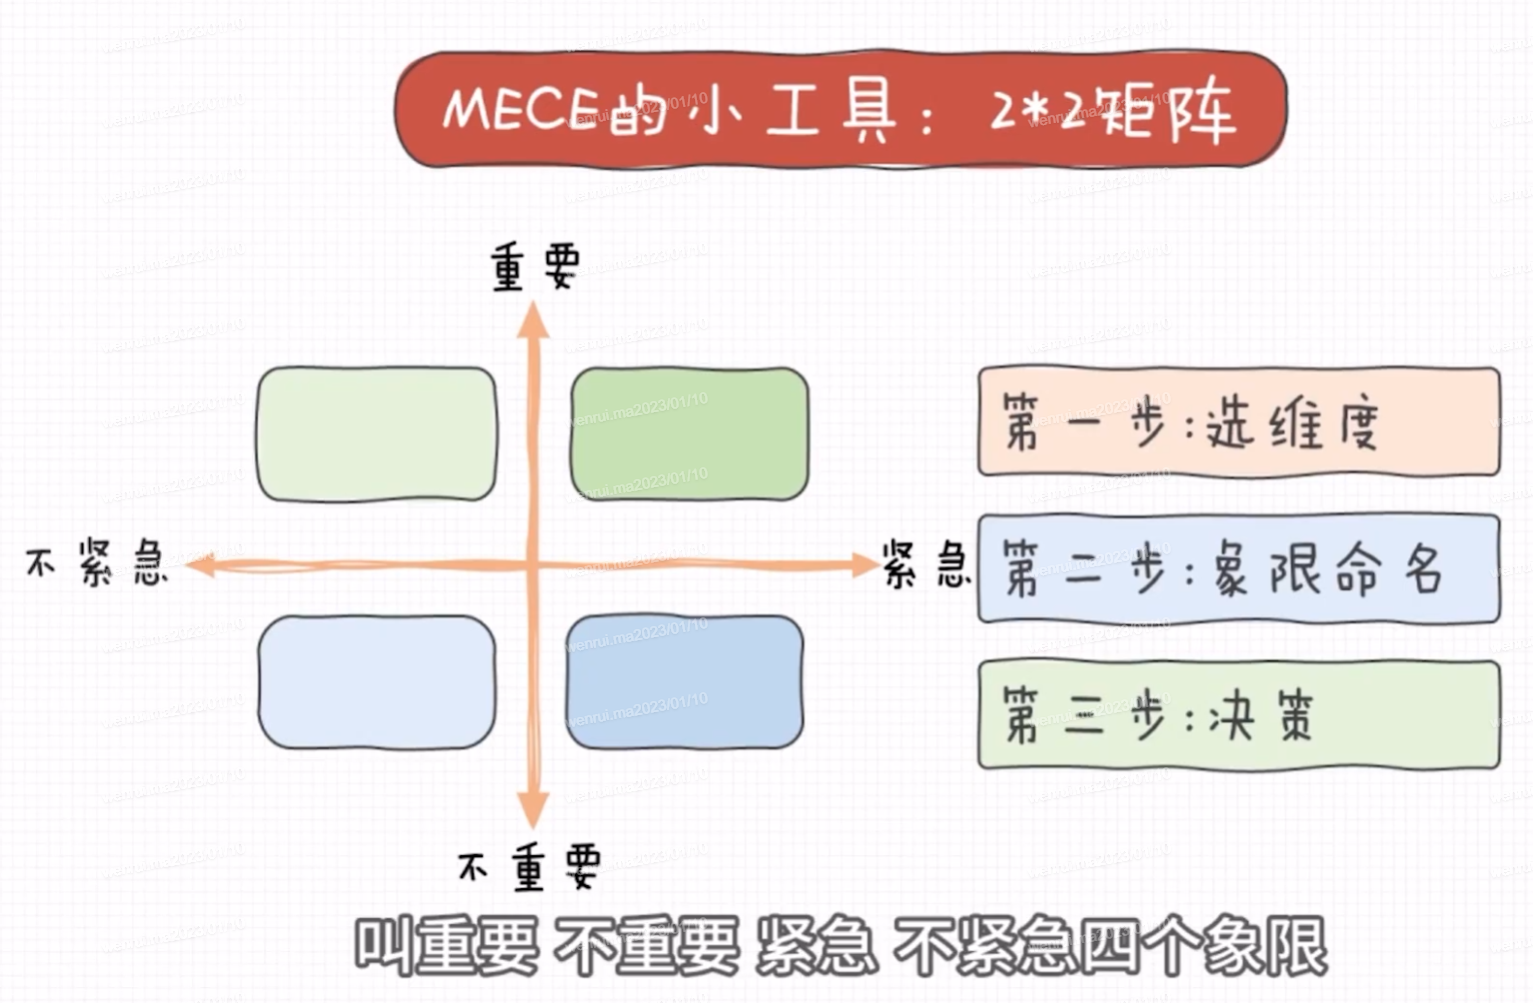 MECE的小工具：2*2矩阵
重要
第一步:选维度
不紧急
紧急
第二步:象限命名
第三步:决策
不重要
叫重要 不重要 紧急 不紧急四个象限
wenrui.ma2023/01/10